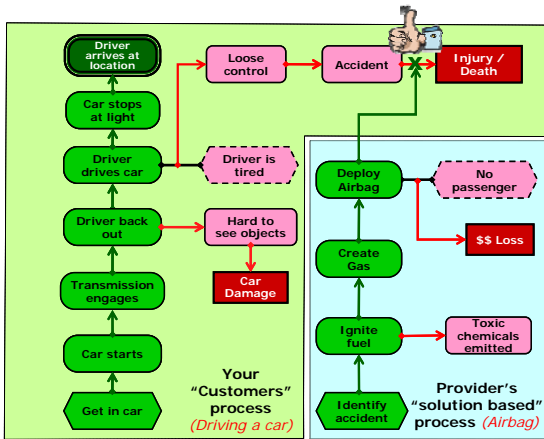 Driver
arrives at
location
Loose
control
Accident
Injury /
Death
Car stops
at light
Driver
drives car
Driver is
tired
Deploy
Airbag
No
passenger
Driver back
out
Hard to
see objects
$$ Loss
Create
Gas
Transmission
engages
Car
Damage
Ignite
fuel
Toxic
chemicals
emitted
Car starts
Your
“Customers”
process
(Driving a car)
Get in car
Identify
accident
Provider’s
“solution based”
process (Airbag)